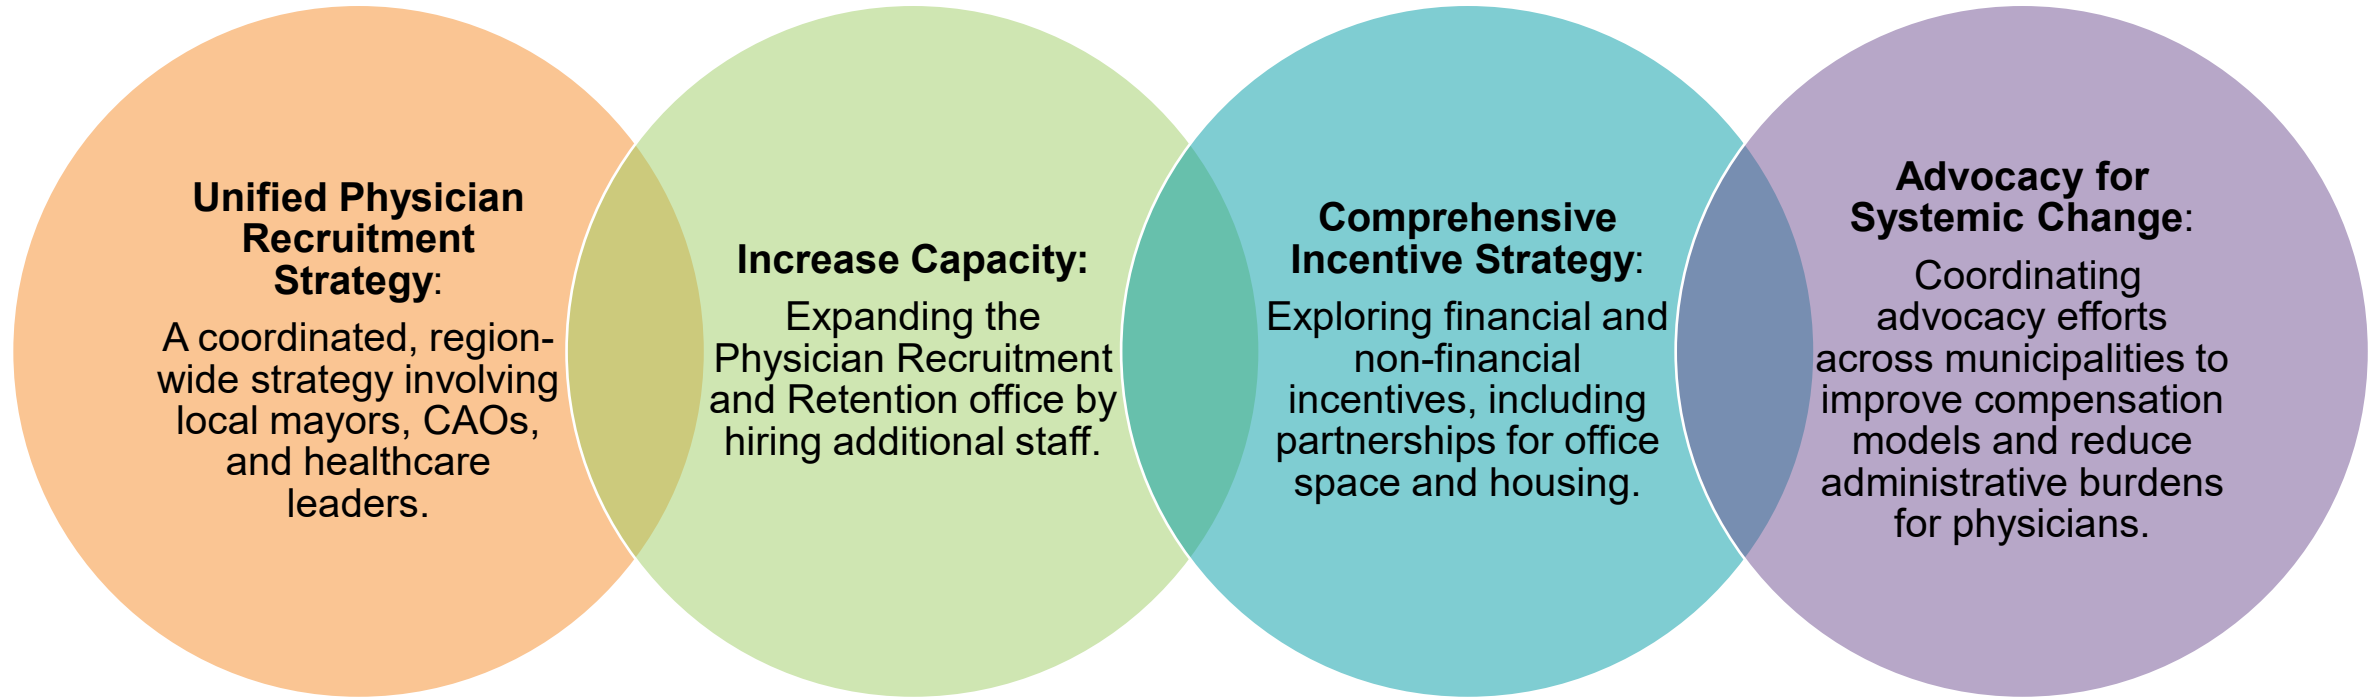 Unified Physician
Recruitment
Strategy:
A coordinated, region-
wide strategy involving
local mayors, CAOs,
and healthcare
leaders.
Increase Capacity:
Expanding the
Physician Recruitment
and Retention office by
hiring additional staff.
Comprehensive
Incentive Strategy:
Exploring financial and
non-financial
incentives, including
partnerships for office
space and housing.
Advocacy for
Systemic Change:
Coordinating
advocacy efforts
across municipalities to
improve compensation
models and reduce
administrative burdens
for physicians.